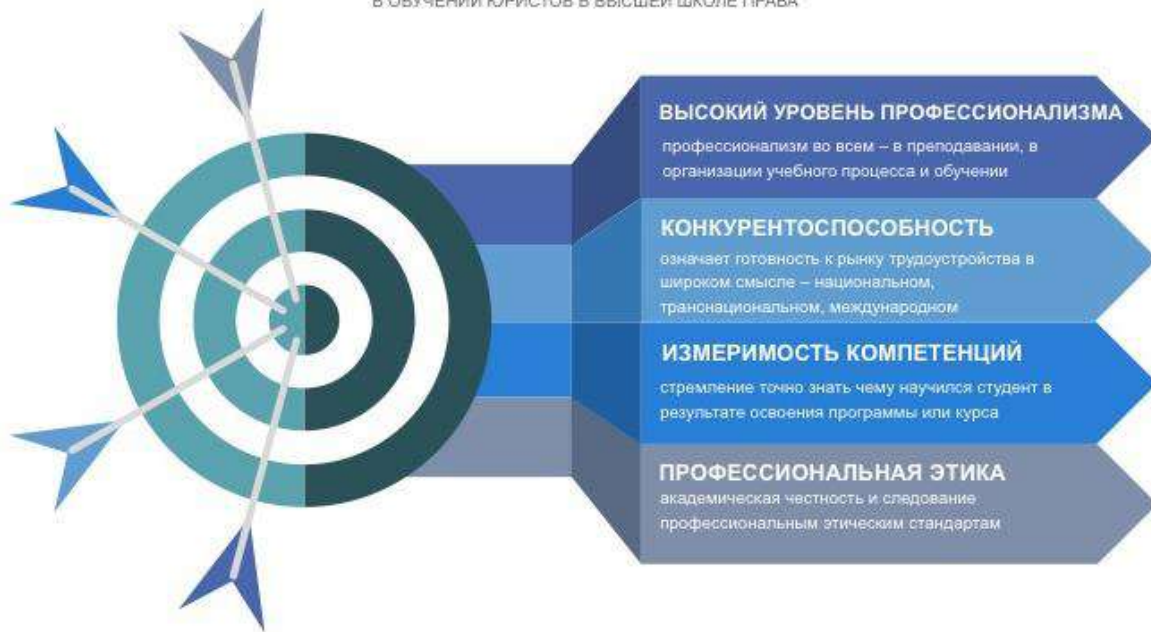 В ОБУЧЕНИИ ЮРИСТОВ В ВЫСШЕЙ ШКОЛЕ ПРАВА
ВЫСОКИЙ УРОВЕНЬ ПРОФЕССИОНАЛИЗМА
профессионализм во всем – в преподавании, в
организации учебного процесса и обучении
КОНКУРЕНТОСПОСОБНОСТЬ
означает готовность к рынку трудоустройства в
широком смысле – национальном,
транснациональном, международном
ИЗМЕРИМОСТЬ КОМПЕТЕНЦИЙ
стремление точно знать чему научился студент в
результате освоения программы или курса
ПРОФЕССИОНАЛЬНАЯ ЭТИКА
академическая честность и следование
профессиональным этическим стандартам